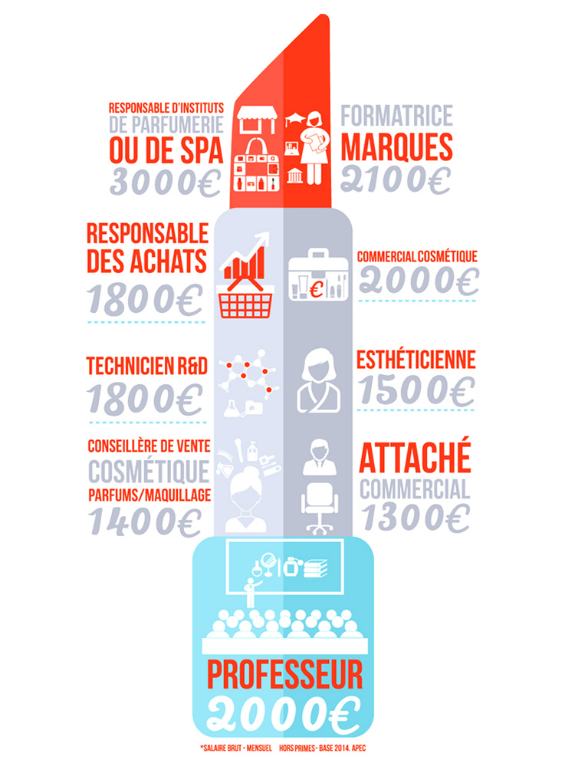 RESPONSABLE D'INSTITUTS
DE PARFUMERIE
OU DE SPA
3000€
FORMATRICE
MARQUES
2100€
RESPONSABLE
DES ACHATS
1800€
COMMERCIAL COSMÉTIQUE
2000€
€
TECHNICIEN R&D
1800€
ESTHÉTICIENNE
1500€
CONSEILLÈRE DE VENTE
COSMÉTIQUE
PARFUMS/MAQUILLAGE
1400€
ATTACHÉ
COMMERCIAL
1300€
PROFESSEUR
2000€
*SALAIRE BRUT - MENSUEL HORS PRIMES - BASE 2014. APEC